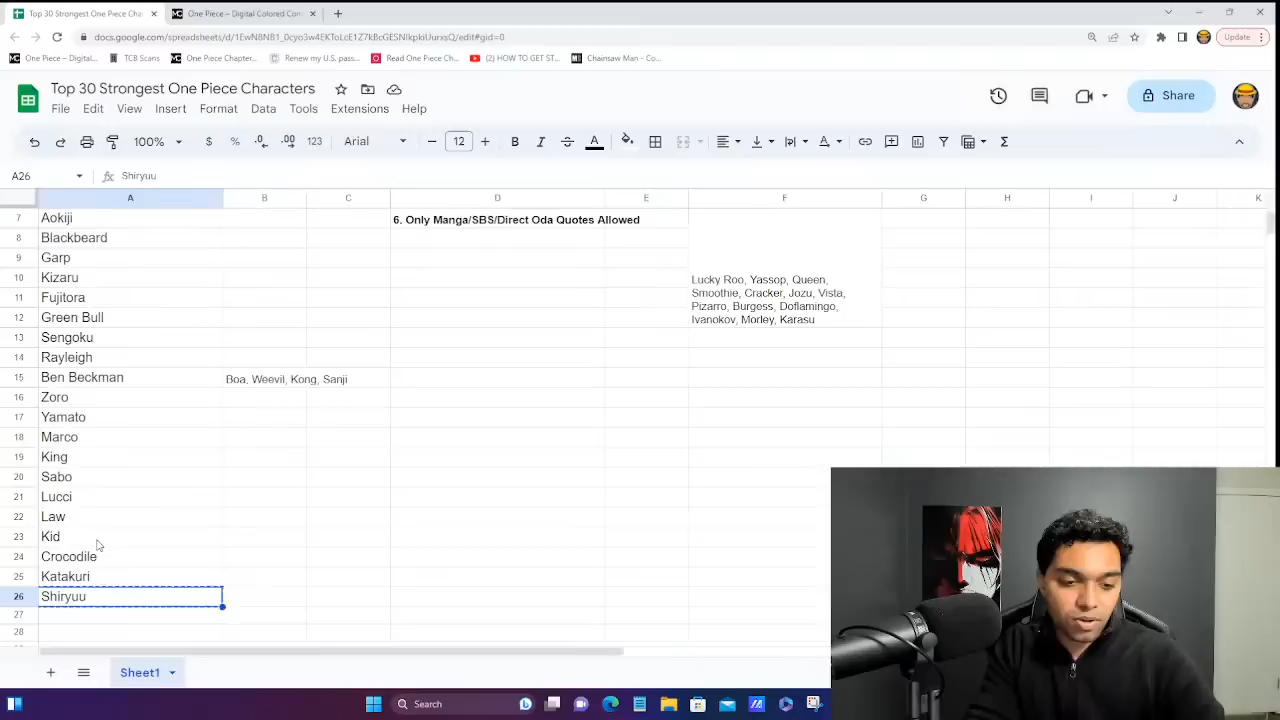 Top 30 Strongest One Piece Cha
One Piece – Digital Colored Con
docs.google.com/spreadsheets/d/1EwN8NB1_0cyo3w4EKToLcE1Z7kBcGESNIkpkiUurxsQ/edit#gid=0
Update
One Piece – Digital...
TCB Scans
One Piece Chapter...
Renew my U.S. pass...
Read One Piece Ch...
(2) HOW TO GET ST...
Chainsaw Man - Co...
Top 30 Strongest One Piece Characters
File Edit View Insert Format Data Tools Extensions Help
Share
100% $ % .0 .00 123 Arial 12 B I A
A26 fx Shiryuu
A B C D E F G H I J K
7 Aokiji 6. Only Manga/SBS/Direct Oda Quotes Allowed
8 Blackbeard
9 Garp
10 Kizaru Lucky Roo, Yassop, Queen,
11 Fujitora Smoothie, Cracker, Jozu, Vista,
12 Green Bull Pizarro, Burgess, Doflamingo,
Ivanokov, Morley, Karasu
13 Sengoku
14 Rayleigh
15 Ben Beckman Boa, Weevil, Kong, Sanji
16 Zoro
17 Yamato
18 Marco
19 King
20 Sabo
21 Lucci
22 Law
23 Kid
24 Crocodile
25 Katakuri
26 Shiryuu
27
28
Sheet1
Search